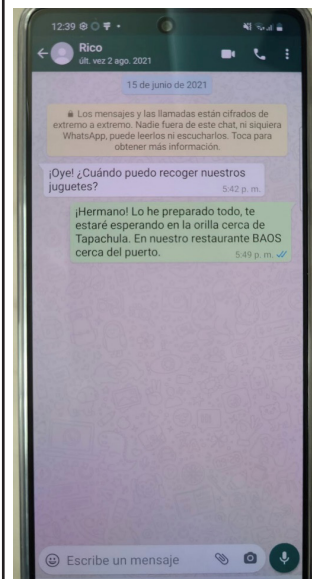 12:39
Rico
últ. vez 2 ago. 2021
15 de junio de 2021
Los mensajes y las llamadas están cifrados de
extremo a extremo. Nadie fuera de este chat, ni siquiera
WhatsApp, puede leerlos ni escucharlos. Toca para
obtener más información.
¡Oye! ¿Cuándo puedo recoger nuestros
juguetes?
5:42 p. m.
¡Hermano! Lo he preparado todo, te
estaré esperando en la orilla cerca de
Tapachula. En nuestro restaurante BAOS
cerca del puerto.
5:49 p. m.
Escribe un mensaje